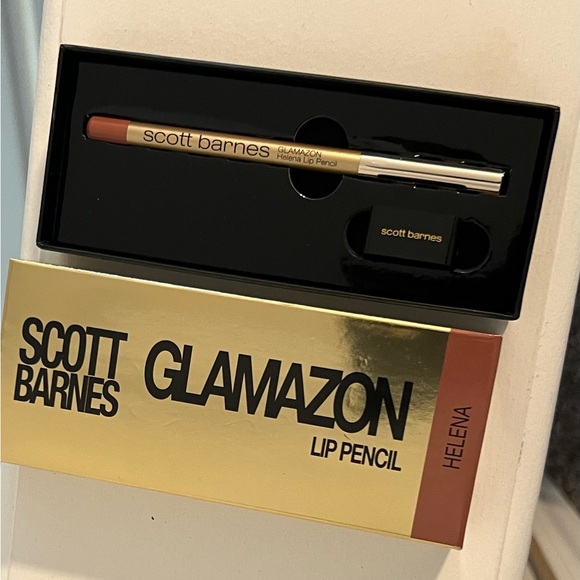 scott barnes
GLAMAZON
Helena Lip Pencil
scott barnes
SCOTT
BARNES
GLAMAZON
LIP PENCIL
HELENA